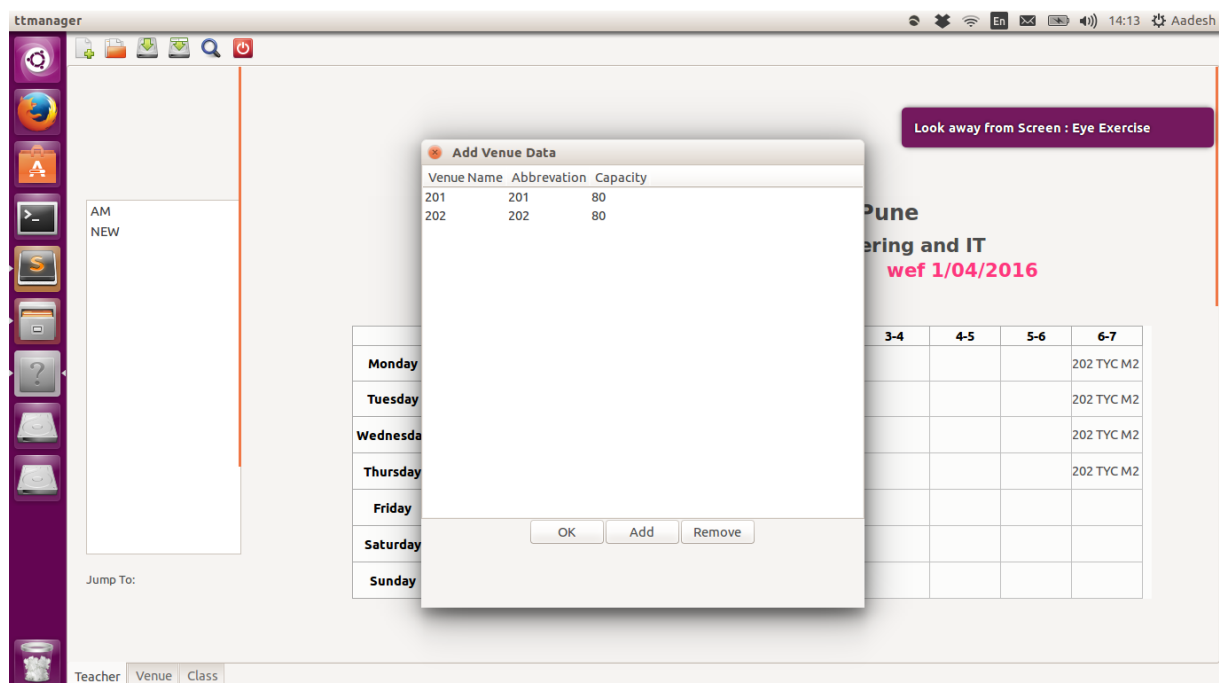 ttmanager
En
14:13
Aadesh
Look away from Screen : Eye Exercise
Add Venue Data
Venue Name Abbrevation Capacity
201 201 80
202 202 80
AM
NEW
Pune
ering and IT
wef 1/04/2016
3-4 4-5 5-6 6-7
Monday 202 TYC M2
Tuesday 202 TYC M2
Wednesda 202 TYC M2
Thursday 202 TYC M2
Friday
Saturday
Sunday
OK Add Remove
Jump To:
Teacher Venue Class